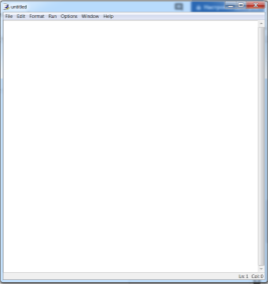 untitled
File Edit Format Run Options Window Help
Ln: 1 Col: 0